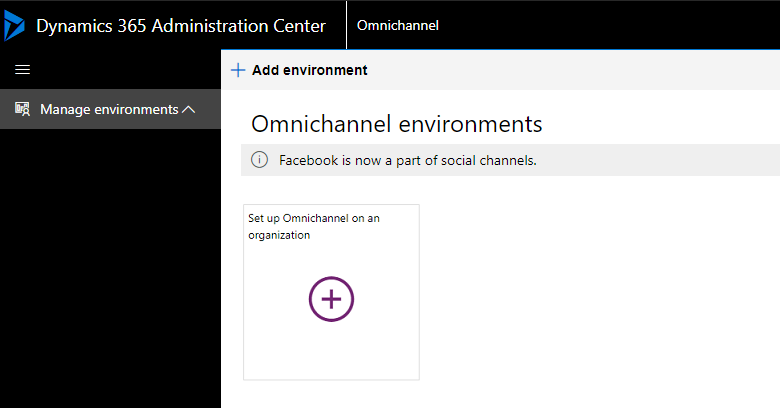 Dynamics 365 Administration Center
Omnichannel
Add environment
Manage environments
Omnichannel environments
Facebook is now a part of social channels.
Set up Omnichannel on an
organization